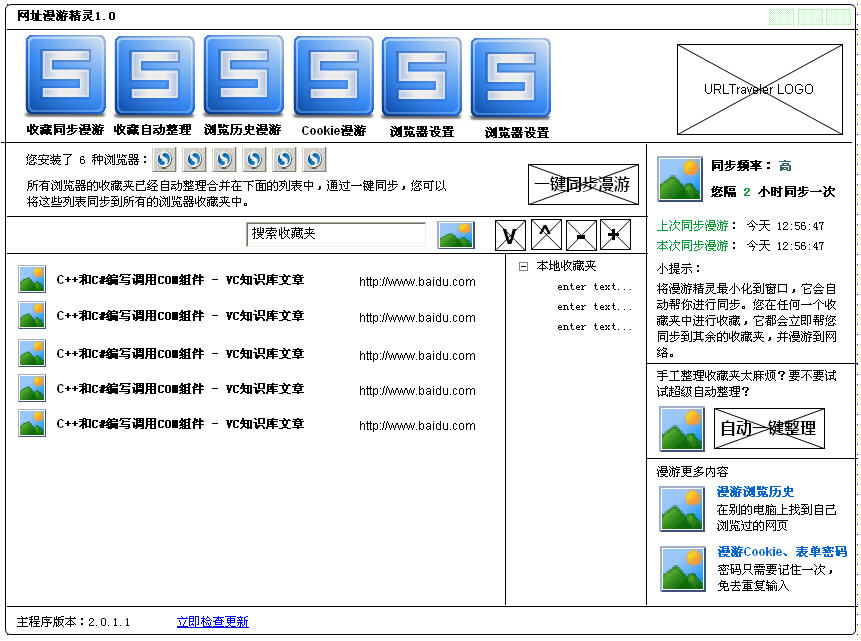 网址漫游精灵1.0
收藏同步漫游 收藏自动整理 浏览历史漫游 Cookie漫游 浏览器设置 浏览器设置
URLTraveler LOGO
您安装了 6 种浏览器：
所有浏览器的收藏夹已经自动整理合并在下面的列表中，通过一键同步，您可以
将这些列表同步到所有的浏览器收藏夹中。
一键同步漫游
搜索收藏夹
V ^ - +
C++和C#编写调用COM组件 - VC知识库文章 http://www.baidu.com
C++和C#编写调用COM组件 - VC知识库文章 http://www.baidu.com
C++和C#编写调用COM组件 - VC知识库文章 http://www.baidu.com
C++和C#编写调用COM组件 - VC知识库文章 http://www.baidu.com
C++和C#编写调用COM组件 - VC知识库文章 http://www.baidu.com
本地收藏夹
enter text...
enter text...
enter text...
同步频率： 高
您隔 2 小时同步一次
上次同步漫游： 今天 12:56:47
本次同步漫游： 今天 12:56:47
小提示：
将漫游精灵最小化到窗口，它会自
动帮你进行同步。您在任何一个收
藏夹中进行收藏，它都会立即帮您
同步到其余的收藏夹，并漫游到网
络。
手工整理收藏夹太麻烦？要不要试
试超级自动整理？
自动一键整理
漫游更多内容
漫游浏览历史
在别的电脑上找到自己
浏览过的网页
漫游Cookie、表单密码
密码只需要记住一次，
免去重复输入
主程序版本：2.0.1.1 立即检查更新